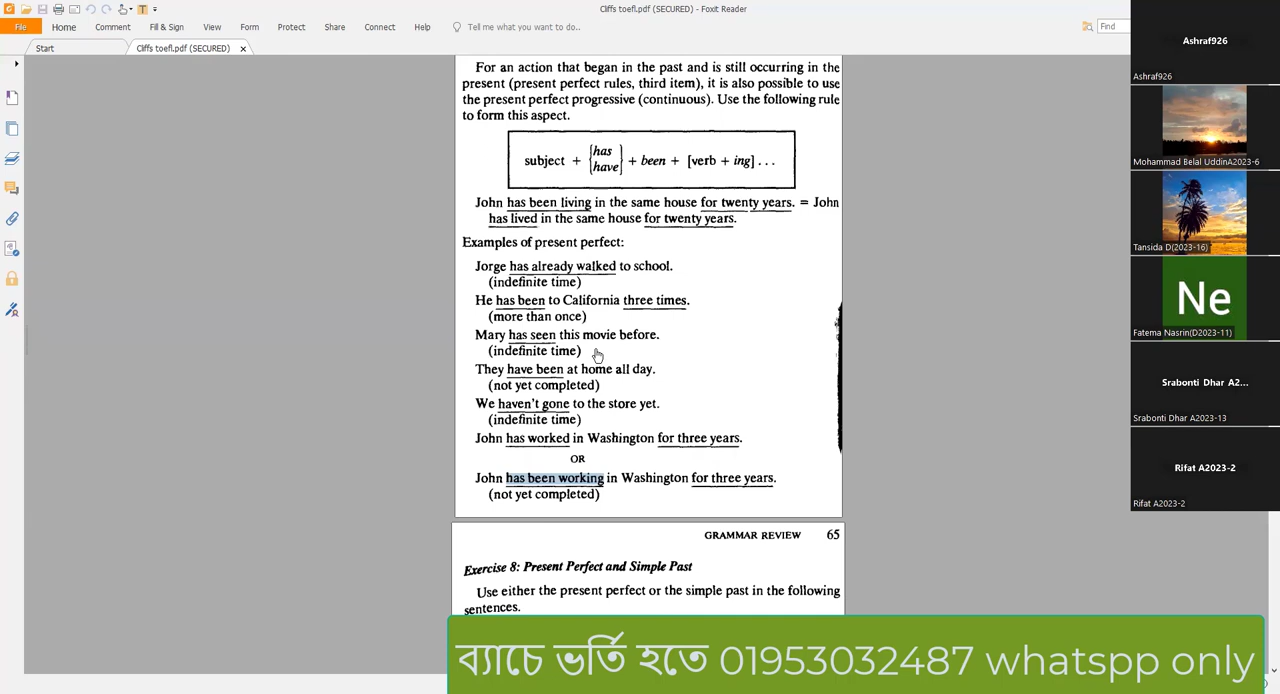 Cliffs toefl.pdf (SECURED) - Foxit Reader
File Home Comment Fill & Sign View Form Protect Share Connect Help Tell me what you want to do.. Find
Start Cliffs toefl.pdf (SECURED)
For an action that began in the past and is still occurring in the
present (present perfect rules, third item), it is also possible to use
the present perfect progressive (continuous). Use the following rule
to form this aspect.
subject + {has have} + been + [verb + ing] . . .
John has been living in the same house for twenty years. = John
has lived in the same house for twenty years.
Examples of present perfect:
Jorge has already walked to school.
(indefinite time)
He has been to California three times.
(more than once)
Mary has seen this movie before.
(indefinite time)
They have been at home all day.
(not yet completed)
We haven't gone to the store yet.
(indefinite time)
John has worked in Washington for three years.
OR
John has been working in Washington for three years.
(not yet completed)
GRAMMAR REVIEW 65
Exercise 8: Present Perfect and Simple Past
Use either the present perfect or the simple past in the following
sentences.
Ashraf926
Ashraf926
Mohammad Belal UddinA2023-6
Tansida D(2023-16)
Ne
Fatema Nasrin(D2023-11)
Srabonti Dhar A2...
Srabonti Dhar A2023-13
Rifat A2023-2
Rifat A2023-2
ব্যাচে ভর্তি হতে 01953032487 whatspp only